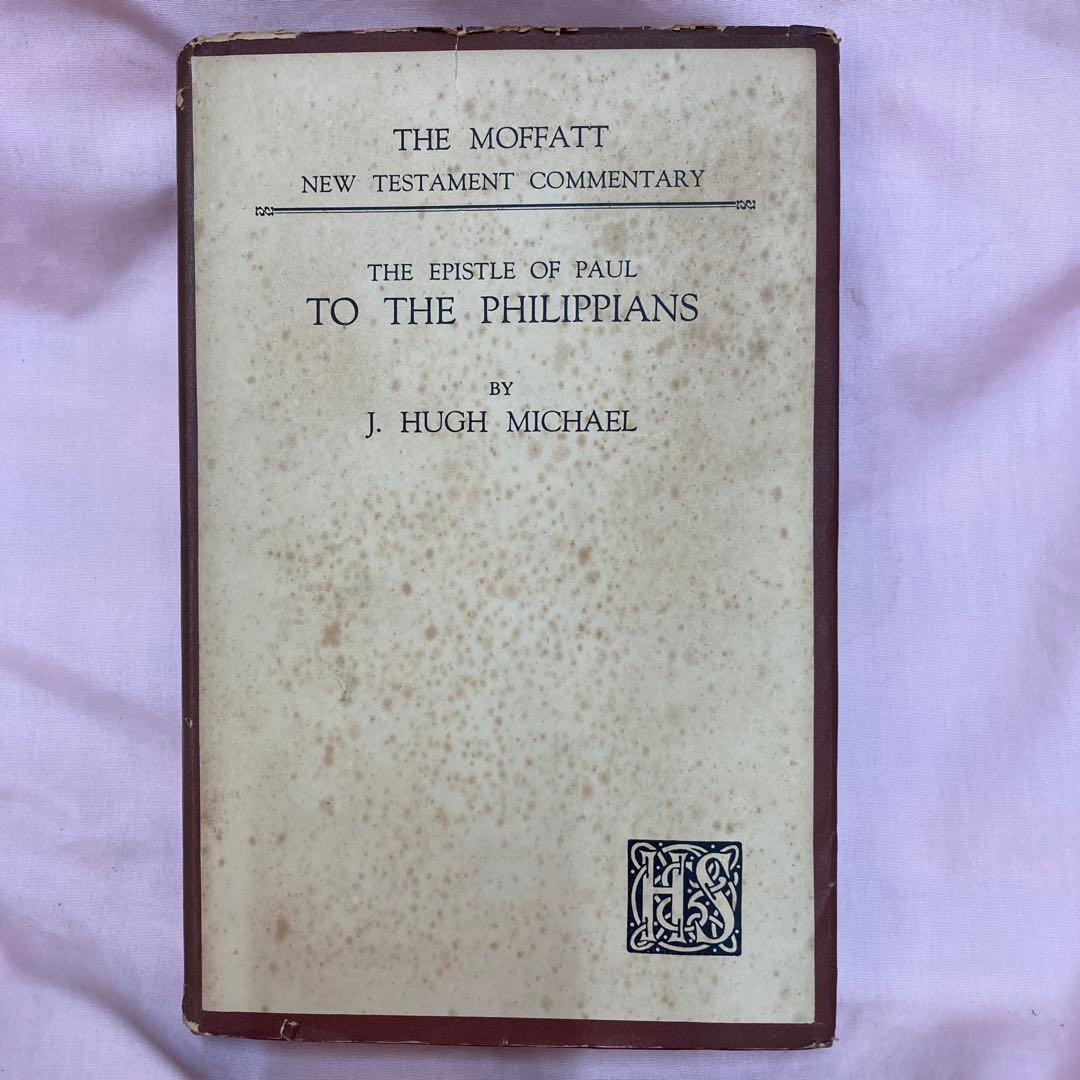 THE MOFFATT
NEW TESTAMENT COMMENTARY
THE EPISTLE OF PAUL
TO THE PHILIPPIANS
BY
J. HUGH MICHAEL
HS